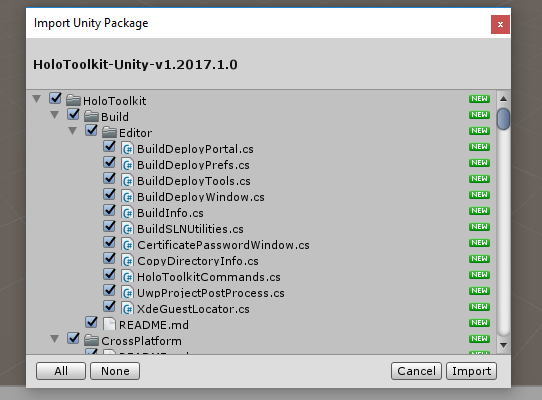 Import Unity Package
x
HoloToolkit-Unity-v1.2017.1.0
HoloToolkit NEW
Build NEW
Editor NEW
BuildDeployPortal.cs NEW
BuildDeployPrefs.cs NEW
BuildDeployTools.cs NEW
BuildDeployWindow.cs NEW
BuildInfo.cs NEW
BuildSLNUtilities.cs NEW
CertificatePasswordWindow.cs NEW
CopyDirectoryInfo.cs NEW
HoloToolkitCommands.cs NEW
UwpProjectPostProcess.cs NEW
XdeGuestLocator.cs NEW
README.md NEW
CrossPlatform NEW
README.md NEW
All None Cancel Import